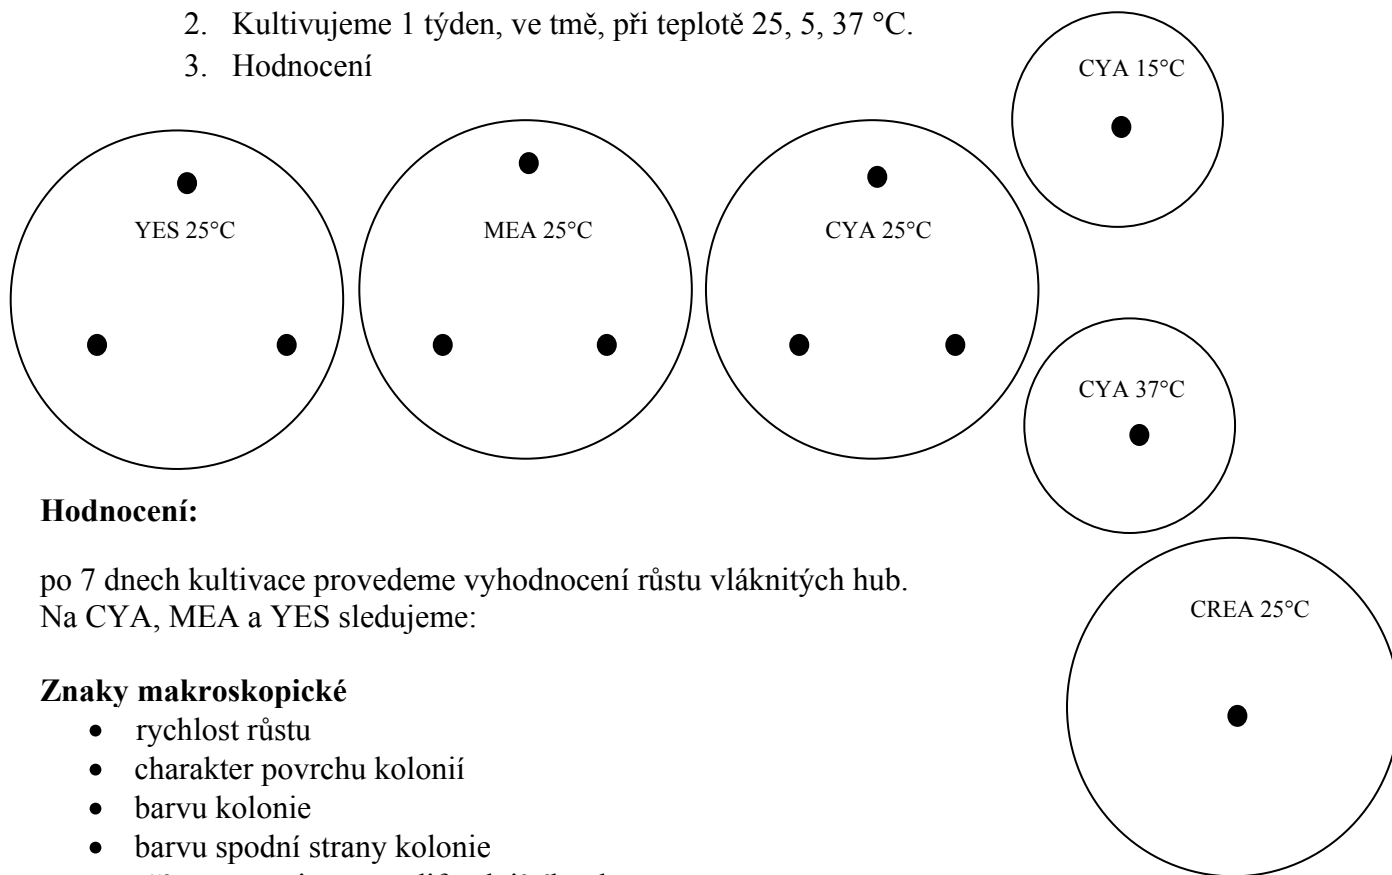 2. Kultivujeme 1 týden, ve tmě, při teplotě 25, 5, 37 °C.
3. Hodnocení
CYA 15°C
YES 25°C
MEA 25°C
CYA 25°C
CYA 37°C
Hodnocení:
po 7 dnech kultivace provedeme vyhodnocení růstu vláknitých hub.
Na CYA, MEA a YES sledujeme:
CREA 25°C
Znaky makroskopické
• rychlost růstu
• charakter povrchu kolonií
• barvu kolonie
• barvu spodní strany kolonie